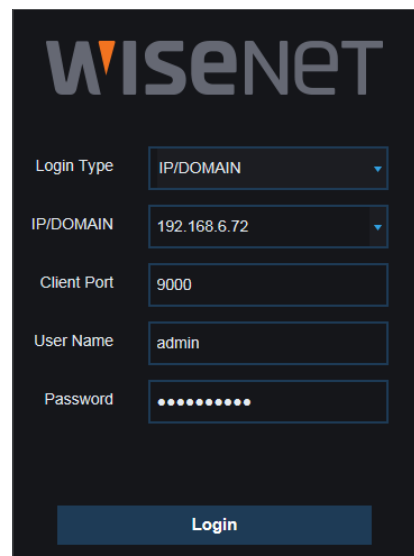 WISENET
Login Type IP/DOMAIN
IP/DOMAIN 192.168.6.72
Client Port 9000
User Name admin
Password ●●●●●●●●●●
Login